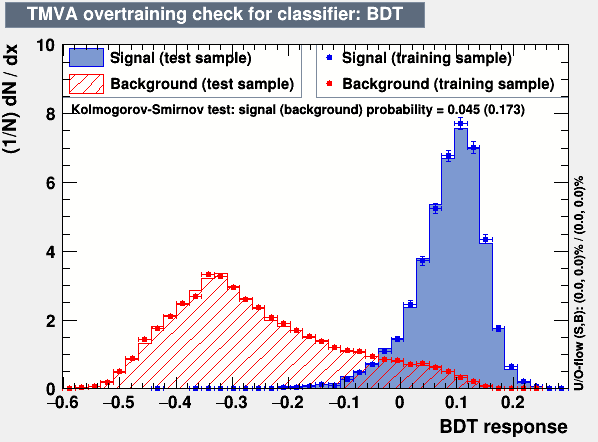 TMVA overtraining check for classifier: BDT
(1/N) dN / dx
10
Signal (test sample)
Signal (training sample)
Background (test sample)
Background (training sample)
Kolmogorov-Smirnov test: signal (background) probability = 0.045 (0.173)
8
6
4
2
0
−0.6 −0.5 −0.4 −0.3 −0.2 −0.1 0 0.1 0.2
BDT response
U/O-flow (S,B): (0.0, 0.0)% / (0.0, 0.0)%